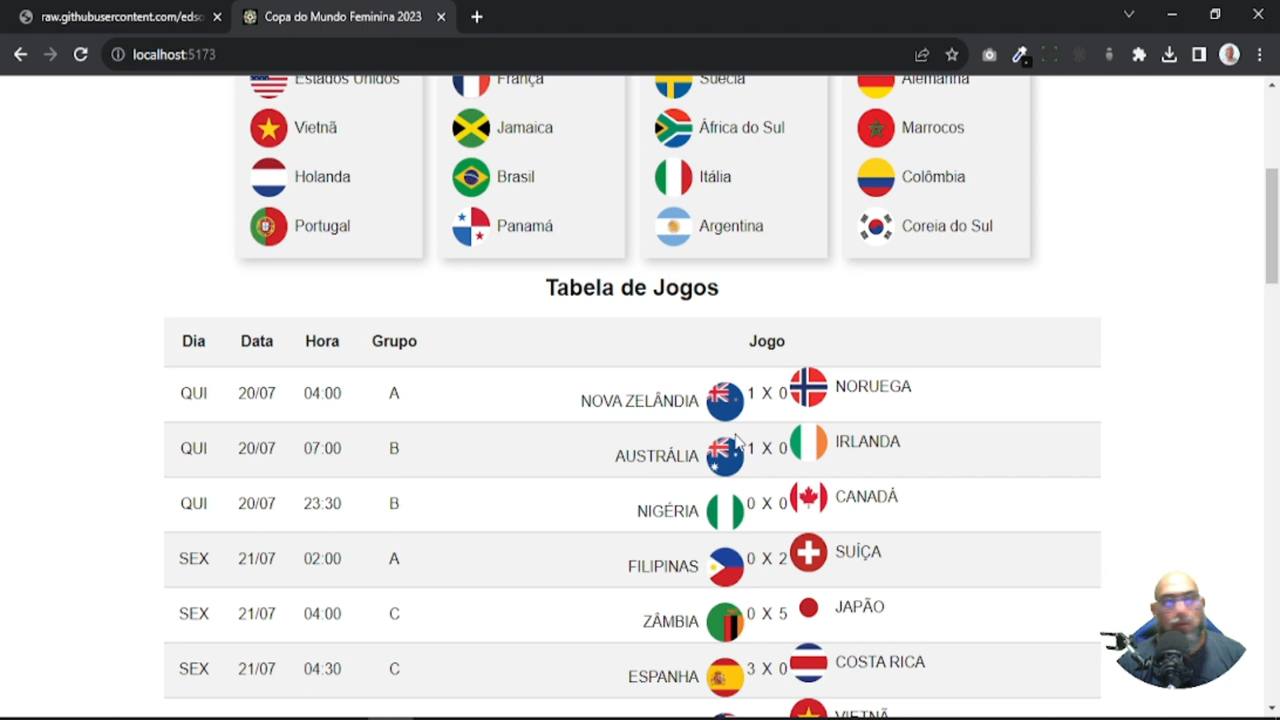 raw.githubusercontent.com/edso
Copa do Mundo Feminina 2023
localhost:5173
Estados Unidos França Suécia Alemanha
Vietnã Jamaica África do Sul Marrocos
Holanda Brasil Itália Colômbia
Portugal Panamá Argentina Coreia do Sul
Tabela de Jogos
Dia Data Hora Grupo Jogo
QUI 20/07 04:00 A NOVA ZELÂNDIA 1 X 0 NORUEGA
QUI 20/07 07:00 B AUSTRÁLIA 1 X 0 IRLANDA
QUI 20/07 23:30 B NIGÉRIA 0 X 0 CANADÁ
SEX 21/07 02:00 A FILIPINAS 0 X 2 SUÍÇA
SEX 21/07 04:00 C ZÂMBIA 0 X 5 JAPÃO
SEX 21/07 04:30 C ESPANHA 3 X 0 COSTA RICA
VIETNÃ